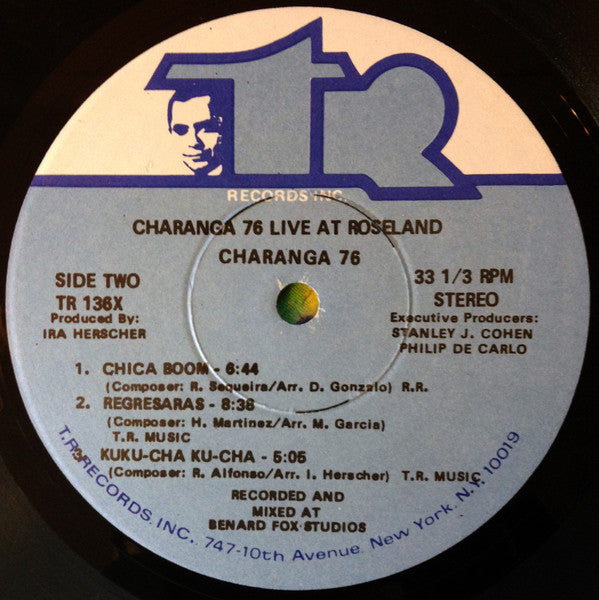 TR
RECORDS INC.
CHARANGA 76 LIVE AT ROSELAND
CHARANGA 76
SIDE TWO
TR 136X
Produced By:
IRA HERSCHER
33 1/3 RPM
STEREO
Executive Producers:
STANLEY J. COHEN
PHILIP DE CARLO
1. CHICA BOOM - 6:44
(Composer: R. Sequeira/Arr. D. Gonzalo) R.R.
2. REGRESARAS - 8:38
(Composer: H. Martinez/Arr. M. Garcia)
T.R. MUSIC
3. KUKU-CHA KU-CHA - 5:05
(Composer: R. Alfonso/Arr. I. Herscher) T.R. MUSIC
RECORDED AND
MIXED AT
BENARD FOX STUDIOS
T.R. RECORDS, INC. 747-10th Avenue, New York, N.Y. 10019